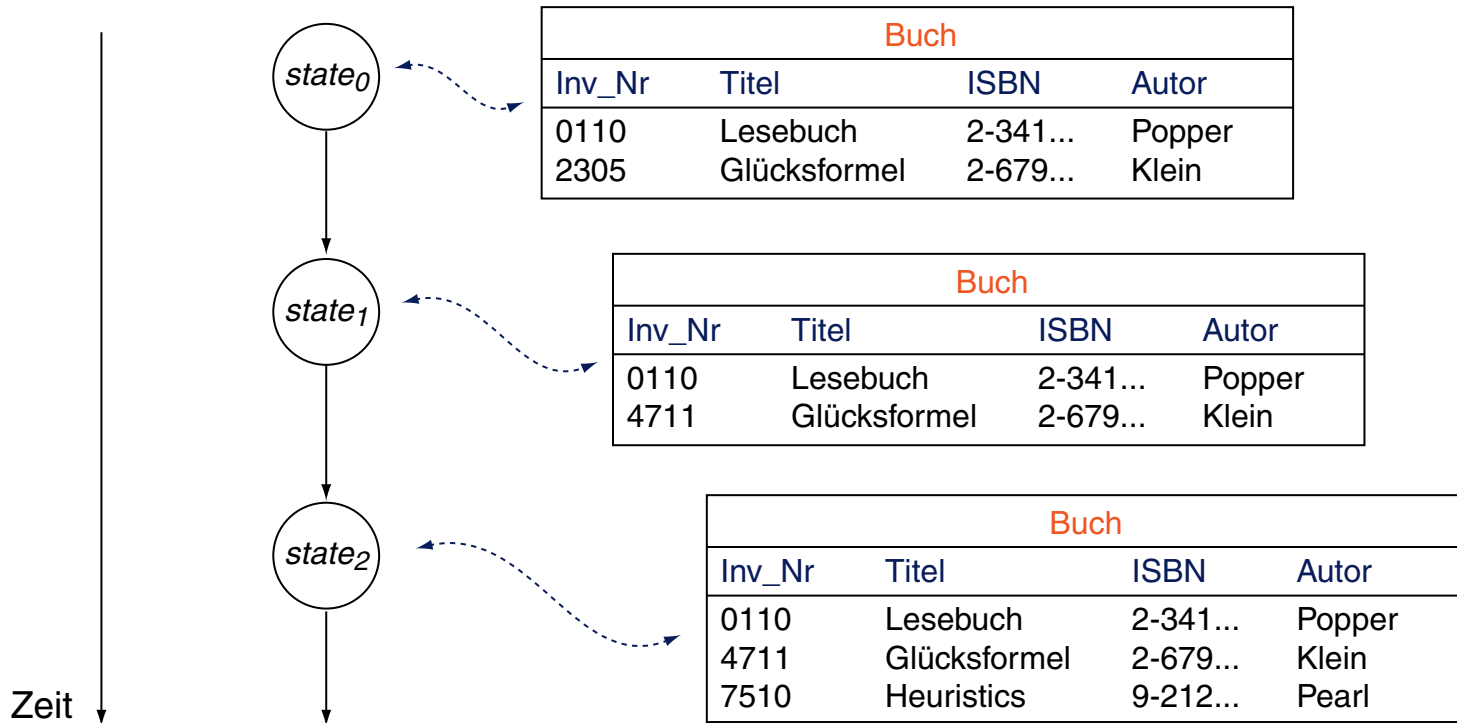 state0
Buch
Inv_Nr Titel ISBN Autor
0110 Lesebuch 2-341... Popper
2305 Glücksformel 2-679... Klein
state1
Buch
Inv_Nr Titel ISBN Autor
0110 Lesebuch 2-341... Popper
4711 Glücksformel 2-679... Klein
state2
Buch
Inv_Nr Titel ISBN Autor
0110 Lesebuch 2-341... Popper
4711 Glücksformel 2-679... Klein
7510 Heuristics 9-212... Pearl
Zeit